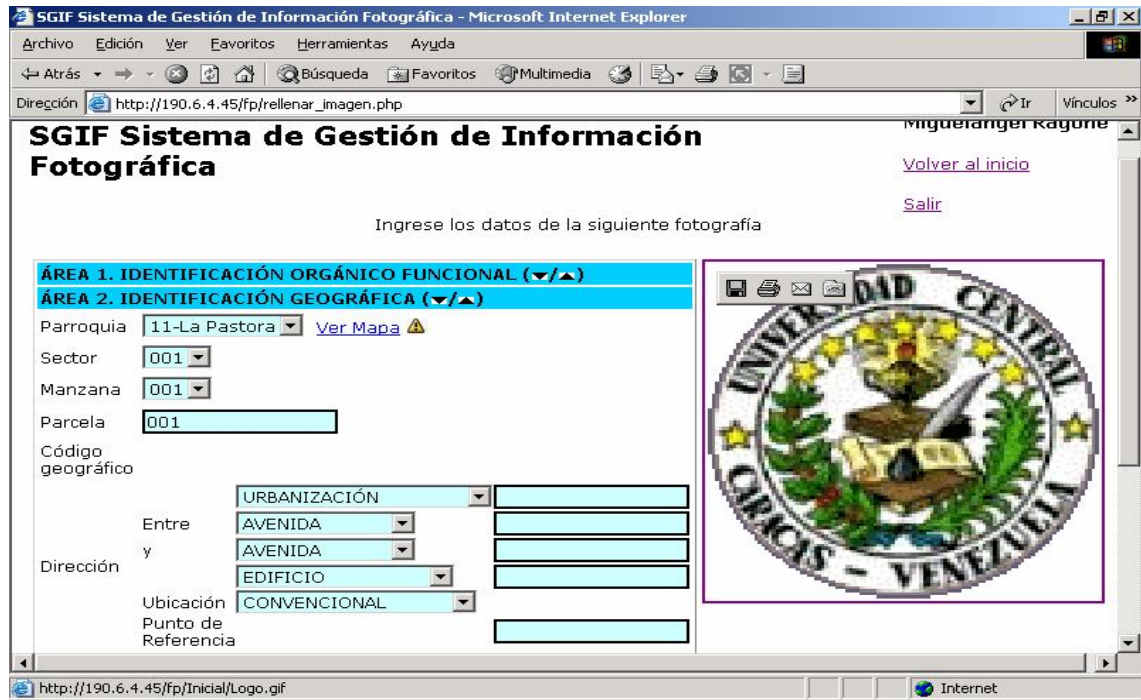 SGIF Sistema de Gestión de Información Fotográfica - Microsoft Internet Explorer
Archivo Edición Ver Favoritos Herramientas Ayuda
Atrás Búsqueda Favoritos Multimedia
Dirección http://190.6.4.45/fp/rellenar_imagen.php Ir Vínculos »
SGIF Sistema de Gestión de Información
Fotográfica
Volver al inicio
Salir
Ingrese los datos de la siguiente fotografía
ÁREA 1. IDENTIFICACIÓN ORGÁNICO FUNCIONAL (▼/▲)
ÁREA 2. IDENTIFICACIÓN GEOGRÁFICA (▼/▲)
Parroquia 11-La Pastora Ver Mapa
Sector 001
Manzana 001
Parcela 001
Código
geográfico
Dirección
URBANIZACIÓN
Entre AVENIDA
y AVENIDA
EDIFICIO
Ubicación CONVENCIONAL
Punto de
Referencia
UNIVERSIDAD CENTRAL
CARACAS - VENEZUELA
http://190.6.4.45/fp/Inicial/Logo.gif Internet